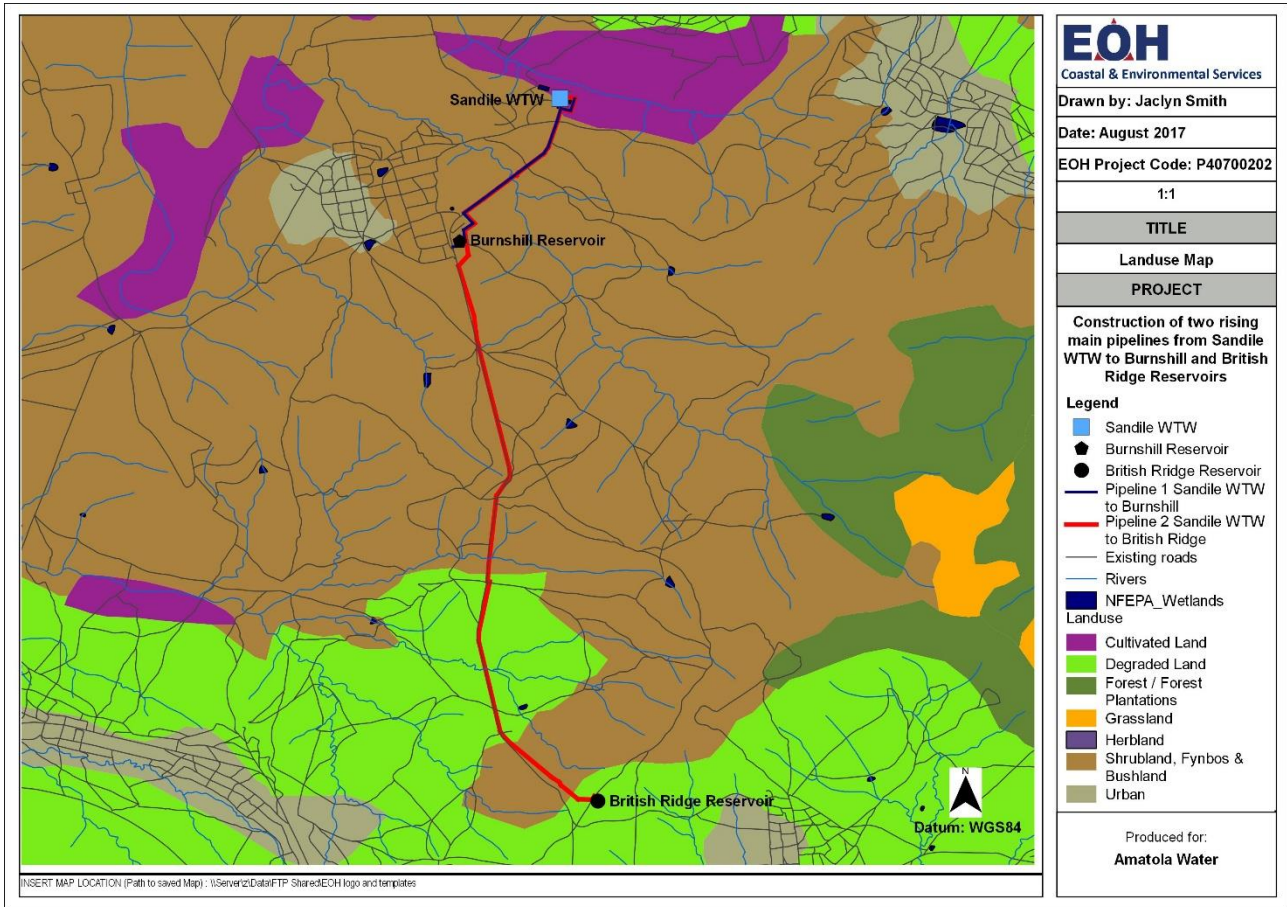 Sandile WTW
Burnshill Reservoir
British Ridge Reservoir
N
Datum: WGS84
INSERT MAP LOCATION (Path to saved Map) : \\Server\z\Data\FTP Shared\EOH logo and templates
EOH
Coastal & Environmental Services
Drawn by: Jaclyn Smith
Date: August 2017
EOH Project Code: P40700202
1:1
TITLE
Landuse Map
PROJECT
Construction of two rising
main pipelines from Sandile
WTW to Burnshill and British
Ridge Reservoirs
Legend
Sandile WTW
Burnshill Reservoir
British Rridge Reservoir
Pipeline 1 Sandile WTW
to Burnshill
Pipeline 2 Sandile WTW
to British Ridge
Existing roads
Rivers
NFEPA_Wetlands
Landuse
Cultivated Land
Degraded Land
Forest / Forest
Plantations
Grassland
Herbland
Shrubland, Fynbos &
Bushland
Urban
Produced for:
Amatola Water